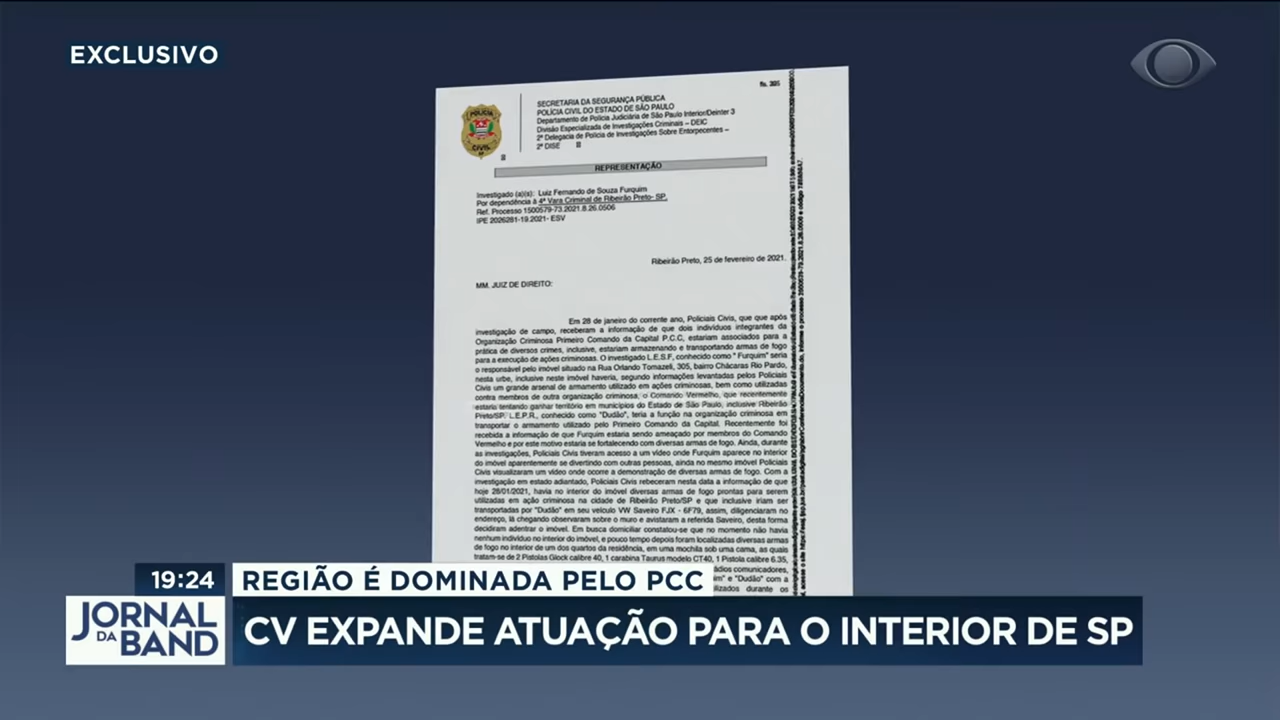 EXCLUSIVO
fls. 395
SECRETARIA DA SEGURANÇA PÚBLICA
POLÍCIA CIVIL DO ESTADO DE SÃO PAULO
Departamento de Polícia Judiciária de São Paulo Interior/Deinter 3
Divisão Especializada de Investigações Criminais – DEIC
2ª Delegacia de Polícia de Investigações Sobre Entorpecentes –
2ª DISE
POLÍCIA
CIVIL
SP
REPRESENTAÇÃO
Investigado (a)(s): Luiz Fernando de Souza Furquim
Por dependência à 4ª Vara Criminal de Ribeirão Preto- SP.
Ref. Processo 1500579-73.2021.8.26.0506
IPE 2026281-19.2021- ESV
Ribeirão Preto, 25 de fevereiro de 2021.
MM. JUIZ DE DIREITO:
Em 28 de janeiro do corrente ano, Policiais Civis, que que após
investigação de campo, receberam a informação de que dois indivíduos integrantes da
Organização Criminosa Primeiro Comando da Capital P.C.C, estariam associados para a
prática de diversos crimes, inclusive, estariam armazenando e transportando armas de fogo
para a execução de ações criminosas. O investigado L.E.S.F, conhecido como " Furquim" seria
o responsável pelo imóvel situado na Rua Orlando Tomazeli, 305, bairro Chácaras Rio Pardo,
nesta urbe, inclusive neste imóvel haveria, segundo informações levantadas pelos Policiais
Civis um grande arsenal de armamento utilizado em ações criminosas, bem como utilizadas
contra membros de outra organização criminosa, o Comando Vermelho, que recentemente
estaria tentando ganhar território em municípios do Estado de São Paulo, inclusive Ribeirão
Preto/SP. L.E.P.R., conhecido como "Dudão", teria a função na organização criminosa em
transportar o armamento utilizado pelo Primeiro Comando da Capital. Recentemente foi
recebida a informação de que Furquim estaria sendo ameaçado por membros do Comando
Vermelho e por este motivo estaria se fortalecendo com diversas armas de fogo. Ainda, durante
as investigações, Policiais Civis tiveram acesso a um vídeo onde Furquim aparece no interior
do imóvel aparentemente se divertindo com outras pessoas, ainda no mesmo imóvel Policiais
Civis visualizaram um vídeo onde ocorre a demonstração de diversas armas de fogo. Com a
investigação em estado adiantado, Policiais Civis rebeceram nesta data a informação de que
hoje 28/01/2021, havia no interior do imóvel diversas armas de fogo prontas para serem
utilizadas em ação criminosa na cidade de Ribeirão Preto/SP e que inclusive iriam ser
transportadas por "Dudão" em seu veículo VW Saveiro FJX - 6F79, assim, diligenciaram no
endereço, lá chegando observaram sobre o muro e avistaram a referida Saveiro, desta forma
decidiram adentrar o imóvel. Em busca domiciliar constatou-se que no momento não havia
nenhum indivíduo no interior do imóvel, e pouco tempo depois foram localizadas diversas armas
de fogo no interior de um dos quartos da residência, em uma mochila sob uma cama, as quais
tratam-se de 2 Pistolas Glock calibre 40, 1 carabina Taurus modelo CT40, 1 Pistola calibre 6.35,
rádios comunicadores,
e "Dudão" com a
durante os
19:24
REGIÃO É DOMINADA PELO PCC
JORNAL
DA BAND
CV EXPANDE ATUAÇÃO PARA O INTERIOR DE SP